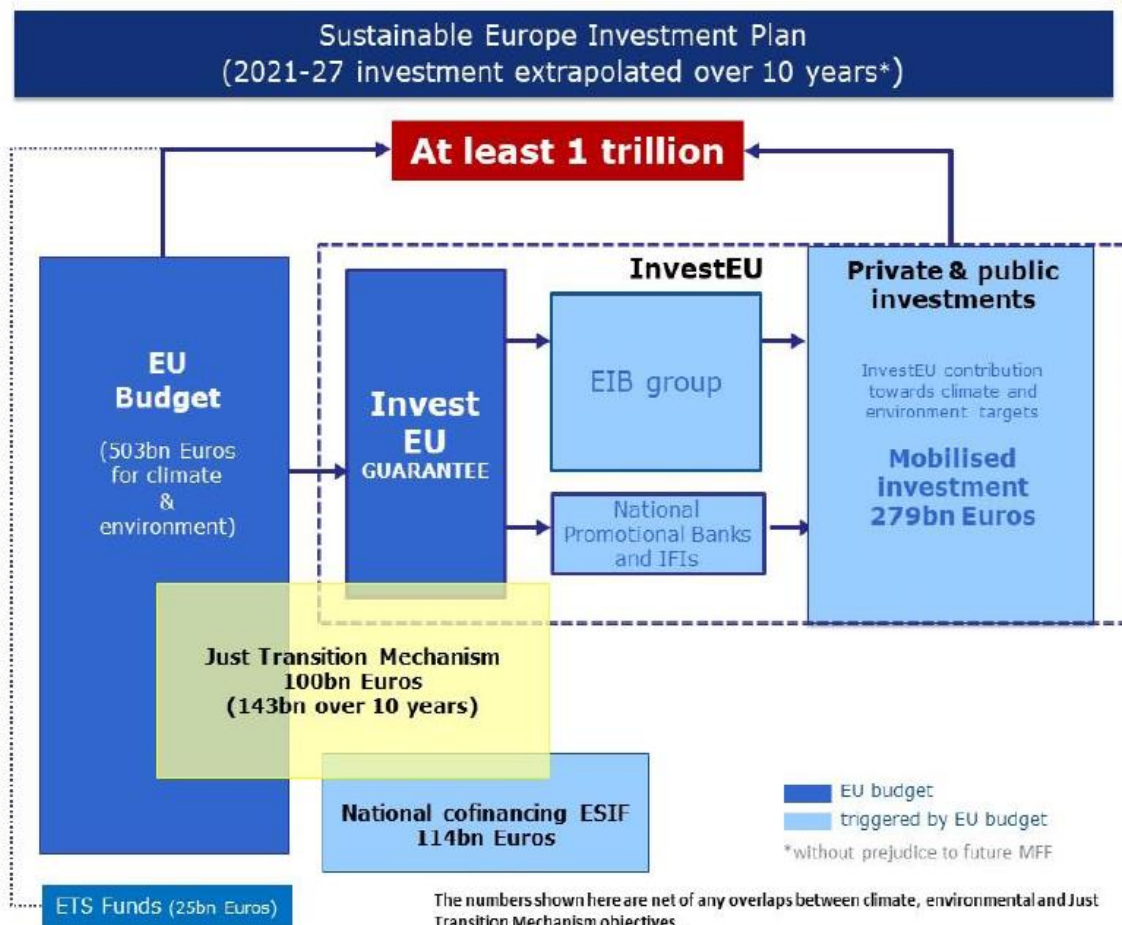 Sustainable Europe Investment Plan
(2021-27 investment extrapolated over 10 years*)
At least 1 trillion
EU
Budget
(503bn Euros
for climate
&
environment)
Invest
EU
GUARANTEE
InvestEU
EIB group
National
Promotional Banks
and IFIs
Private & public
investments
InvestEU contribution
towards climate and
environment targets
Mobilised
investment
279bn Euros
Just Transition Mechanism
100bn Euros
(143bn over 10 years)
National cofinancing ESIF
114bn Euros
EU budget
triggered by EU budget
*without prejudice to future MFF
ETS Funds (25bn Euros)
The numbers shown here are net of any overlaps between climate, environmental and Just
Transition Mechanism objectives.